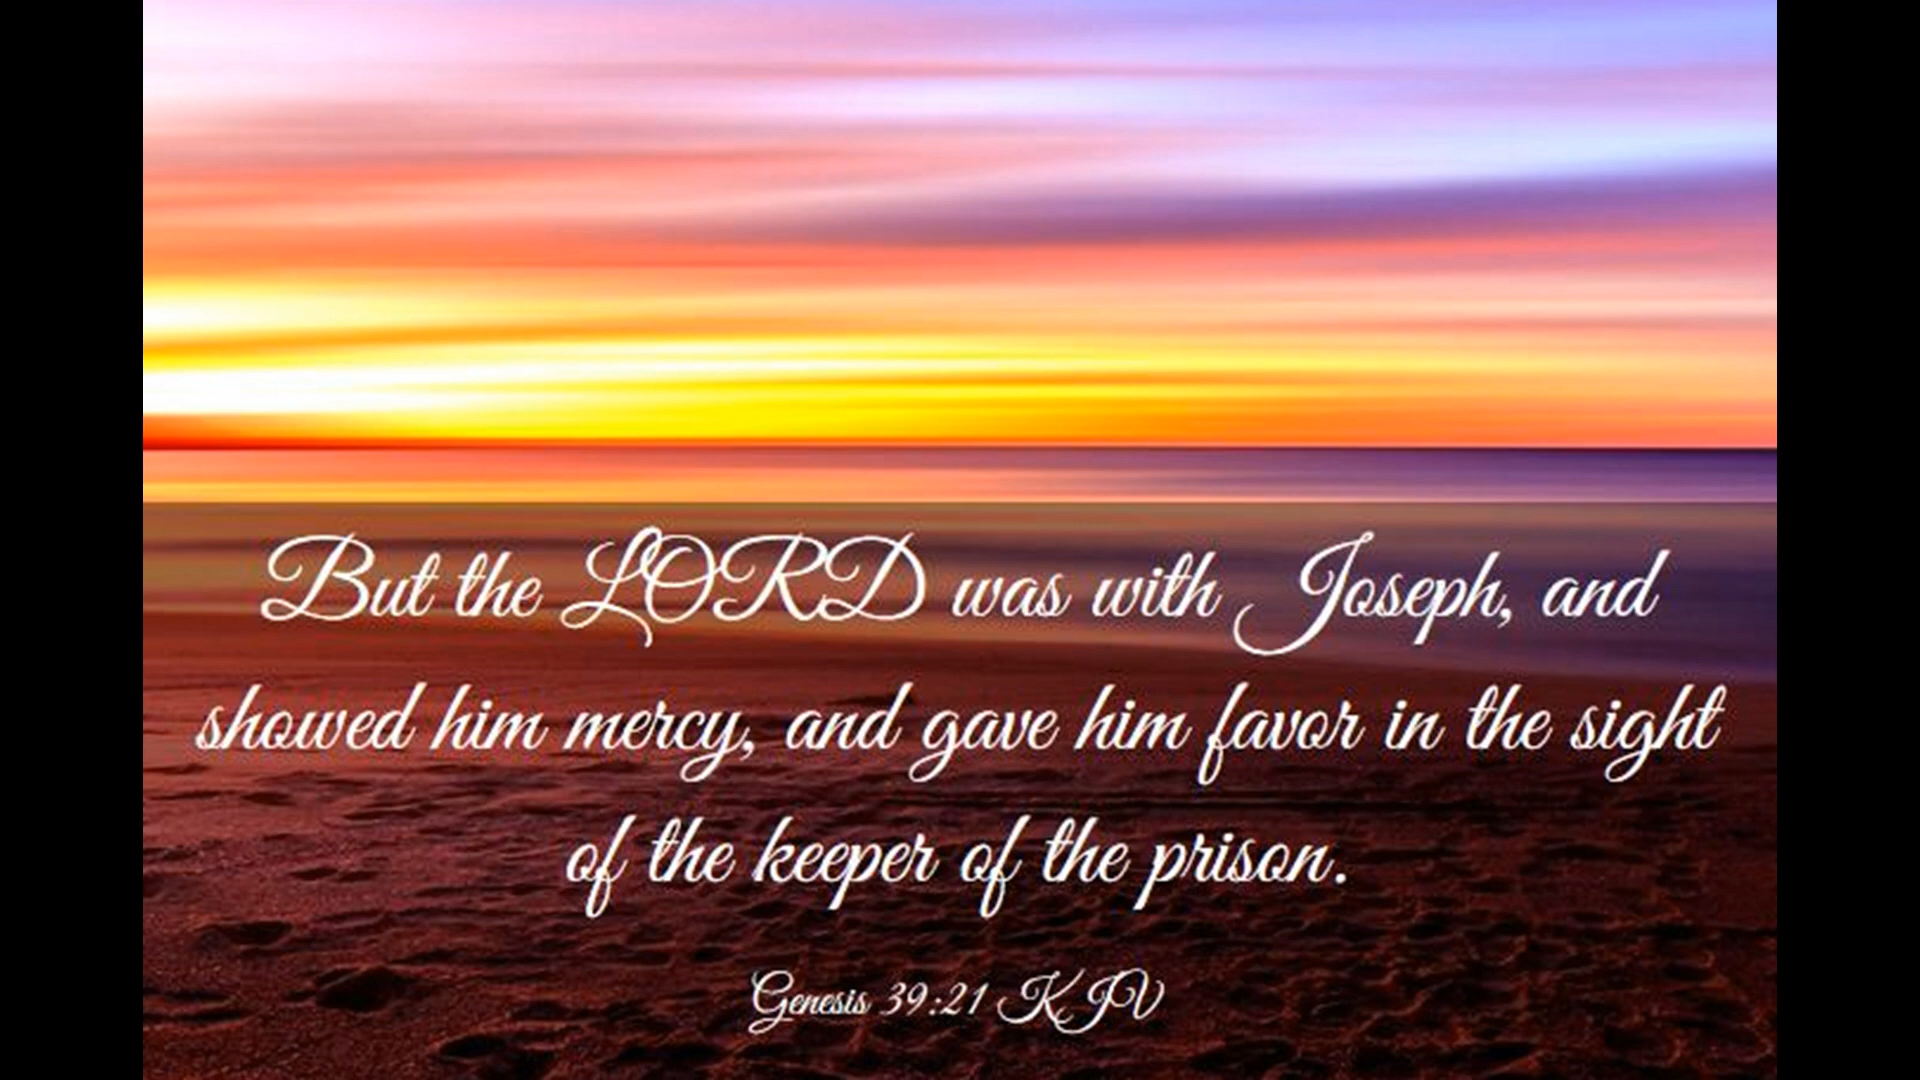 But the LORD was with Joseph, and
showed him mercy, and gave him favor in the sight
of the keeper of the prison.
Genesis 39:21 KJV